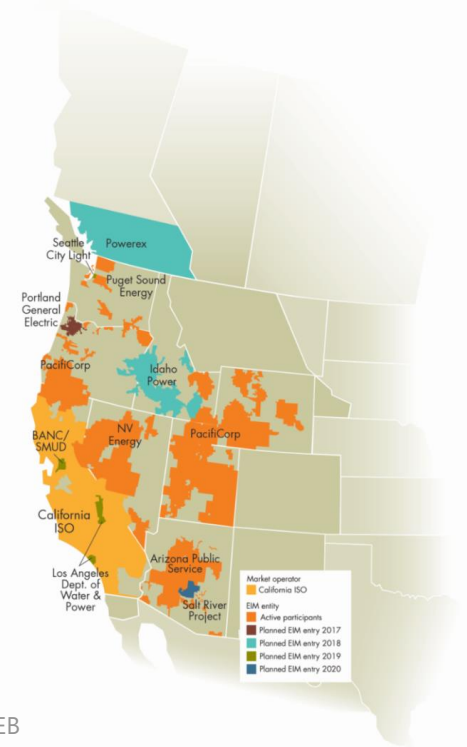 Seattle
City Light
Powerex
Puget Sound
Energy
Portland
General
Electric
PacifiCorp
Idaho
Power
BANC/
SMUD
NV
Energy
PacifiCorp
California
ISO
Los Angeles
Dept. of
Water &
Power
Arizona Public
Service
Salt River
Project
Market operator
California ISO
EIM entity
Active participants
Planned EIM entry 2017
Planned EIM entry 2018
Planned EIM entry 2019
Planned EIM entry 2020
EB